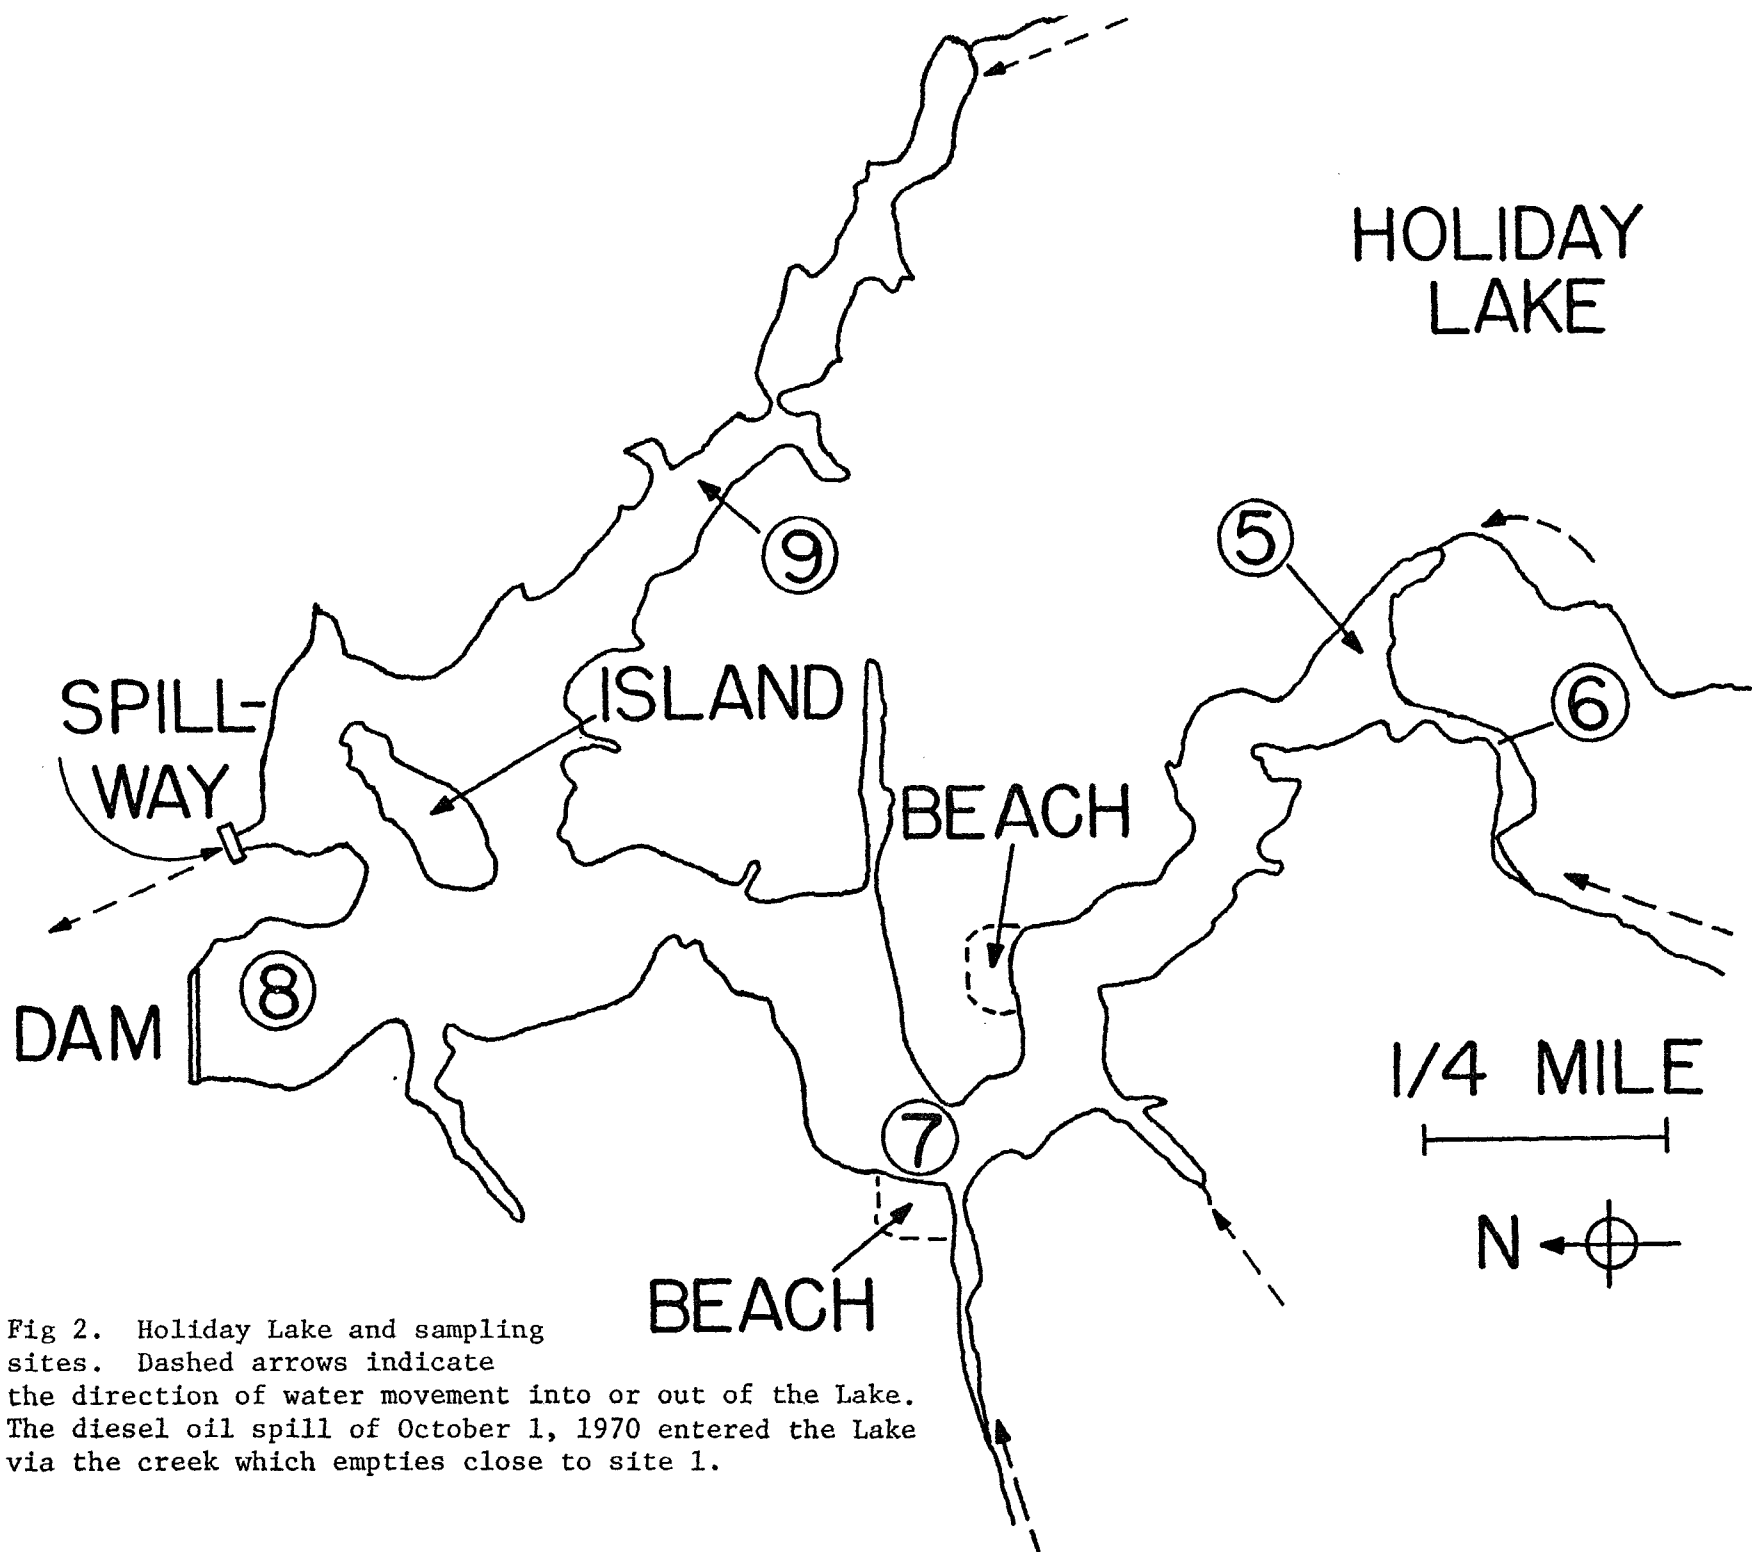 HOLIDAY
LAKE
5
9
6
SPILL-
WAY
ISLAND
BEACH
8
DAM
7
1/4 MILE
N
BEACH
Fig 2. Holiday Lake and sampling
sites. Dashed arrows indicate
the direction of water movement into or out of the Lake.
The diesel oil spill of October 1, 1970 entered the Lake
via the creek which empties close to site 1.